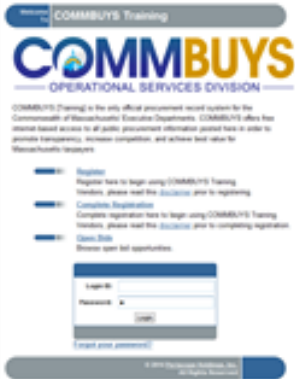 Welcome To COMMBUYS Training
COMMBUYS
OPERATIONAL SERVICES DIVISION
COMMBUYS (Training) is the only official procurement record system for the
Commonwealth of Massachusetts' Executive Departments. COMMBUYS offers free
internet-based access to all public procurement information posted here in order to
promote transparency, increase competition, and achieve best value for
Massachusetts taxpayers.
Register
Register here to begin using COMMBUYS Training
Vendors, please read this disclaimer prior to registering
Complete Registration
Complete registration here to begin using COMMBUYS Training
Vendors, please read this disclaimer prior to completing registration
Open Bids
Browse open bid opportunities.
Login ID:
Password:
Login
Forgot your password?
Periscope Holdings, Inc.
All Rights Reserved